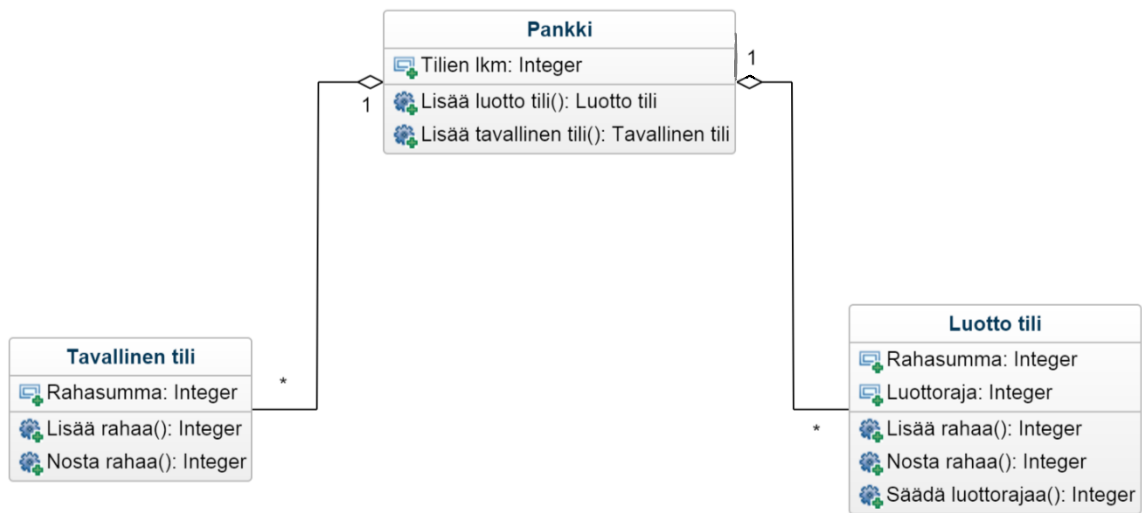 Pankki
Tilien lkm: Integer
Lisää luotto tili(): Luotto tili
Lisää tavallinen tili(): Tavallinen tili
1
1
Tavallinen tili
Rahasumma: Integer
Lisää rahaa(): Integer
Nosta rahaa(): Integer
*
Luotto tili
Rahasumma: Integer
Luottoraja: Integer
Lisää rahaa(): Integer
Nosta rahaa(): Integer
Säädä luottorajaa(): Integer
*